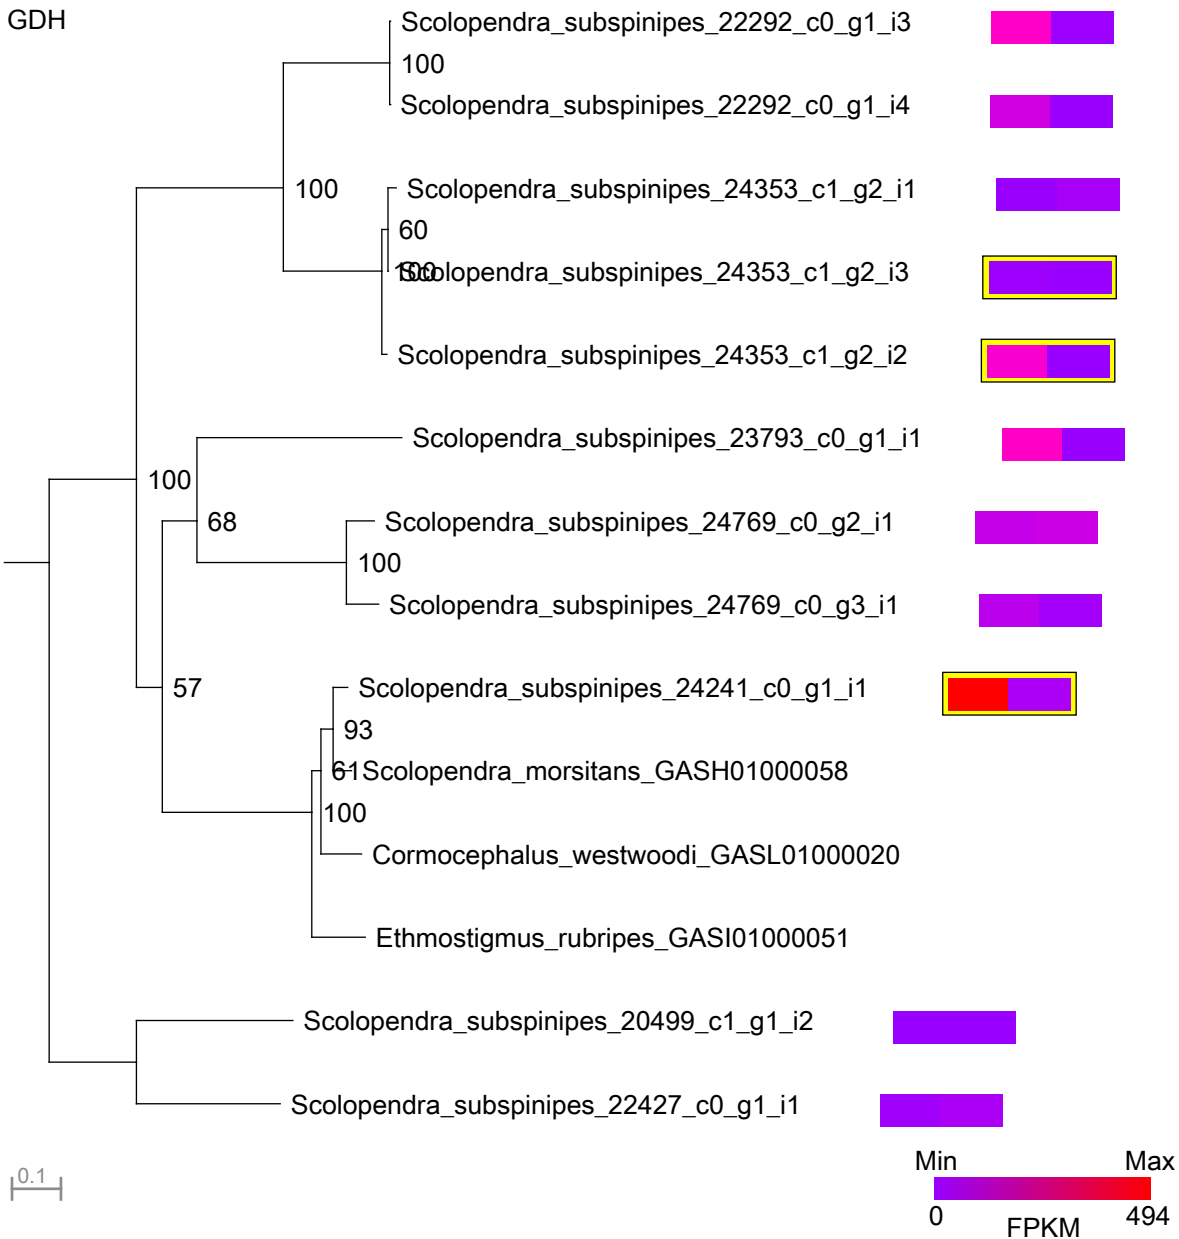 GDH
Scolopendra_subspinipes_22292_c0_g1_i3
100
Scolopendra_subspinipes_22292_c0_g1_i4
100
Scolopendra_subspinipes_24353_c1_g2_i1
60
100
Scolopendra_subspinipes_24353_c1_g2_i3
Scolopendra_subspinipes_24353_c1_g2_i2
Scolopendra_subspinipes_23793_c0_g1_i1
100
68
Scolopendra_subspinipes_24769_c0_g2_i1
100
Scolopendra_subspinipes_24769_c0_g3_i1
57
Scolopendra_subspinipes_24241_c0_g1_i1
93
61
Scolopendra_morsitans_GASH01000058
100
Cormocephalus_westwoodi_GASL01000020
Ethmostigmus_rubripes_GASI01000051
Scolopendra_subspinipes_20499_c1_g1_i2
Scolopendra_subspinipes_22427_c0_g1_i1
0.1
Min Max
0 494
FPKM